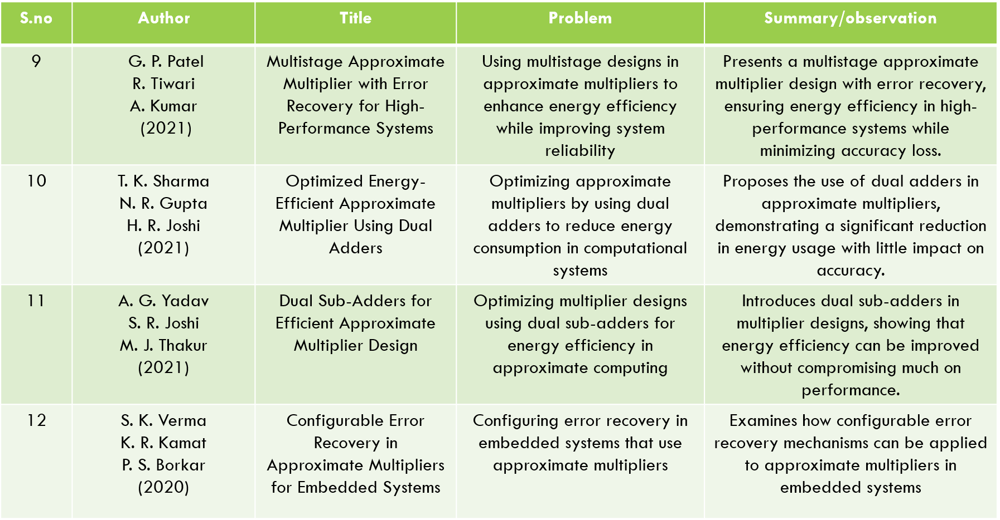 S.no
Author
Title
Problem
Summary/observation
9
G. P. Patel
R. Tiwari
A. Kumar
(2021)
Multistage Approximate
Multiplier with Error
Recovery for High-
Performance Systems
Using multistage designs in
approximate multipliers to
enhance energy efficiency
while improving system
reliability
Presents a multistage approximate
multiplier design with error recovery,
ensuring energy efficiency in high-
performance systems while
minimizing accuracy loss.
10
T. K. Sharma
N. R. Gupta
H. R. Joshi
(2021)
Optimized Energy-
Efficient Approximate
Multiplier Using Dual
Adders
Optimizing approximate
multipliers by using dual
adders to reduce energy
consumption in computational
systems
Proposes the use of dual adders in
approximate multipliers,
demonstrating a significant reduction
in energy usage with little impact on
accuracy.
11
A. G. Yadav
S. R. Joshi
M. J. Thakur
(2021)
Dual Sub-Adders for
Efficient Approximate
Multiplier Design
Optimizing multiplier designs
using dual sub-adders for
energy efficiency in
approximate computing
Introduces dual sub-adders in
multiplier designs, showing that
energy efficiency can be improved
without compromising much on
performance.
12
S. K. Verma
K. R. Kamat
P. S. Borkar
(2020)
Configurable Error
Recovery in
Approximate Multipliers
for Embedded Systems
Configuring error recovery in
embedded systems that use
approximate multipliers
Examines how configurable error
recovery mechanisms can be applied
to approximate multipliers in
embedded systems